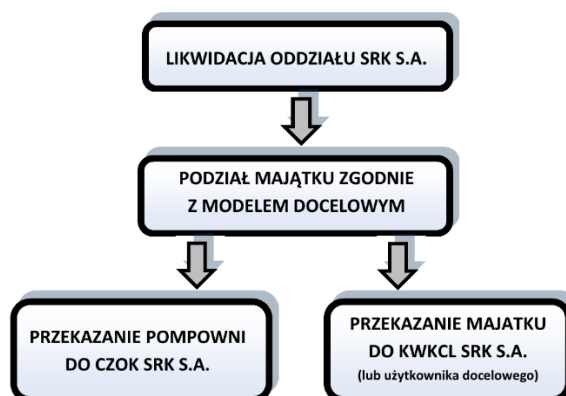 LIKWIDACJA ODDZIAŁU SRK S.A.
PODZIAŁ MAJĄTKU ZGODNIE
Z MODELEM DOCELOWYM
PRZEKAZANIE POMPOWNI
DO CZOK SRK S.A.
PRZEKAZANIE MAJATKU
DO KWKCL SRK S.A.
(lub użytkownika docelowego)